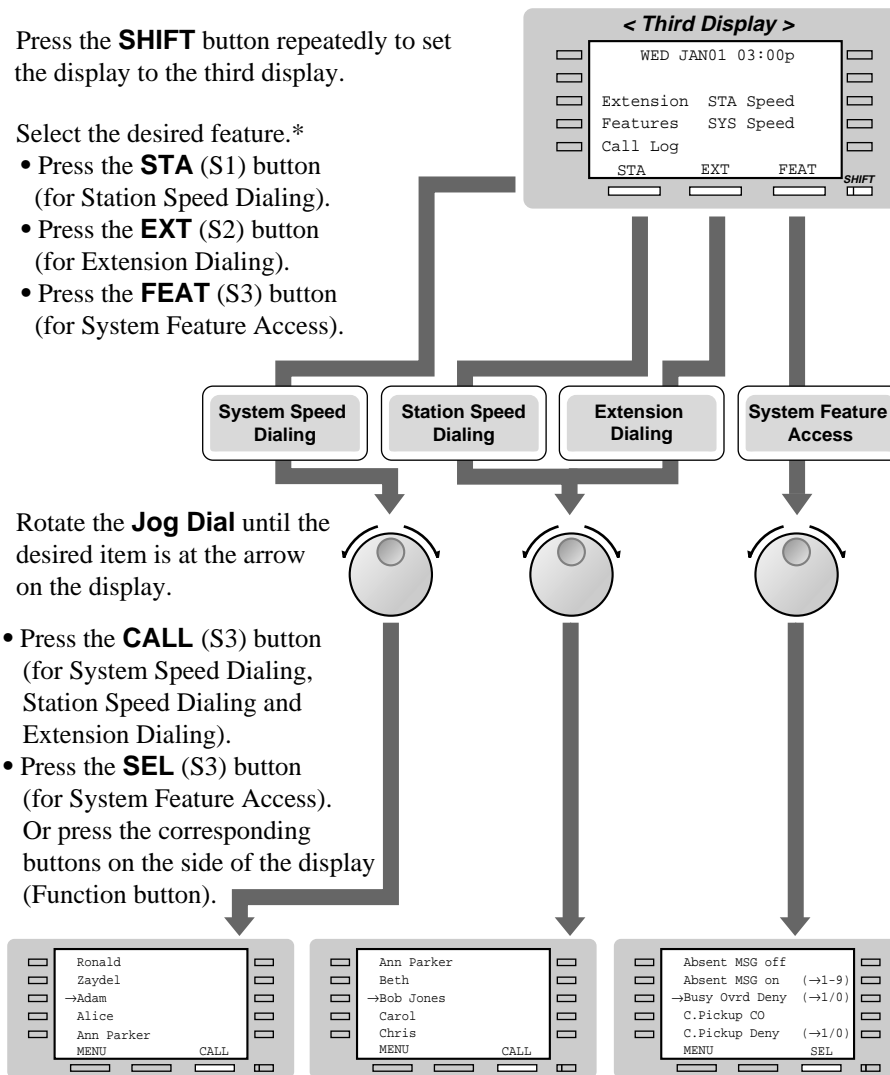 Press the SHIFT button repeatedly to set
the display to the third display.
Select the desired feature.*
• Press the STA (S1) button
(for Station Speed Dialing).
• Press the EXT (S2) button
(for Extension Dialing).
• Press the FEAT (S3) button
(for System Feature Access).
< Third Display >
WED JAN01 03:00p
Extension STA Speed
Features SYS Speed
Call Log
STA EXT FEAT
SHIFT
System Speed
Dialing
Station Speed
Dialing
Extension
Dialing
System Feature
Access
Rotate the Jog Dial until the
desired item is at the arrow
on the display.
• Press the CALL (S3) button
(for System Speed Dialing,
Station Speed Dialing and
Extension Dialing).
• Press the SEL (S3) button
(for System Feature Access).
Or press the corresponding
buttons on the side of the display
(Function button).
Ronald
Zaydel
→Adam
Alice
Ann Parker
MENU CALL
Ann Parker
Beth
→Bob Jones
Carol
Chris
MENU CALL
Absent MSG off
Absent MSG on (→1-9)
→Busy Ovrd Deny (→1/0)
C.Pickup CO
C.Pickup Deny (→1/0)
MENU SEL